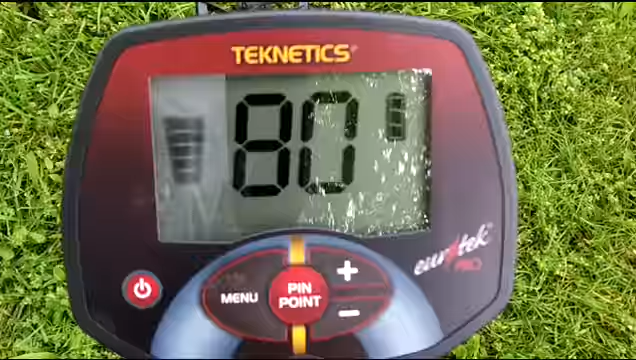 TEKNETICS
80
MENU
PIN
POINT
+
−
eurotek
PRO